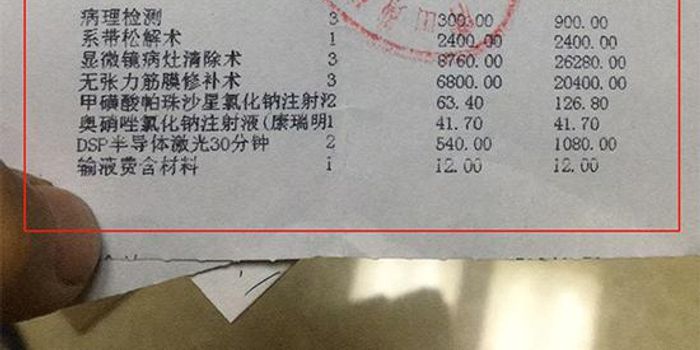 病理检测 3 300.00 900.00
系带松解术 1 2400.00 2400.00
显微镜病灶清除术 3 8760.00 26280.00
无张力筋膜修补术 3 6800.00 20400.00
甲磺酸帕珠沙星氯化钠注射液2 63.40 126.80
奥硝唑氯化钠注射液(康瑞明1 41.70 41.70
DSP半导体激光30分钟 2 540.00 1080.00
输液费含材料 1 12.00 12.00